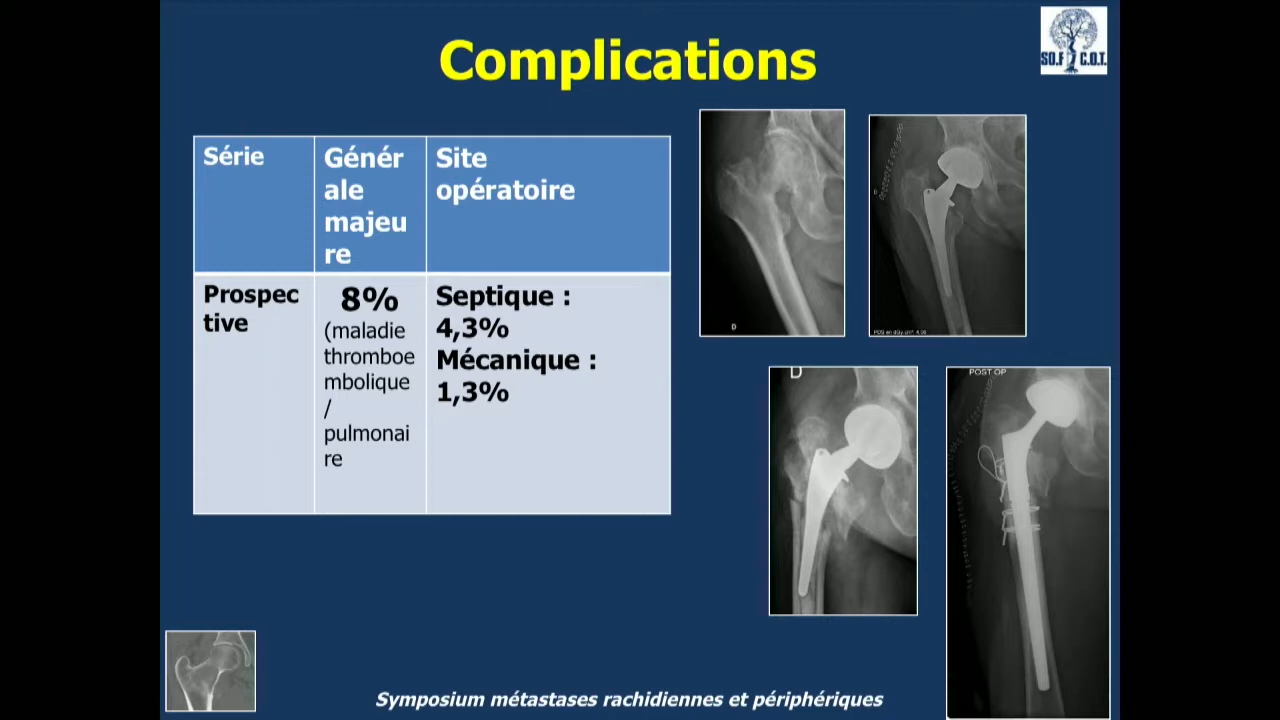 Complications
SO.F C.O.T.
Série
Génér
ale
majeu
re
Site
opératoire
Prospec
tive
8%
(maladie
thromboe
mbolique
/
pulmonai
re
Septique :
4,3%
Mécanique :
1,3%
D
D
POST OP
Symposium métastases rachidiennes et périphériques